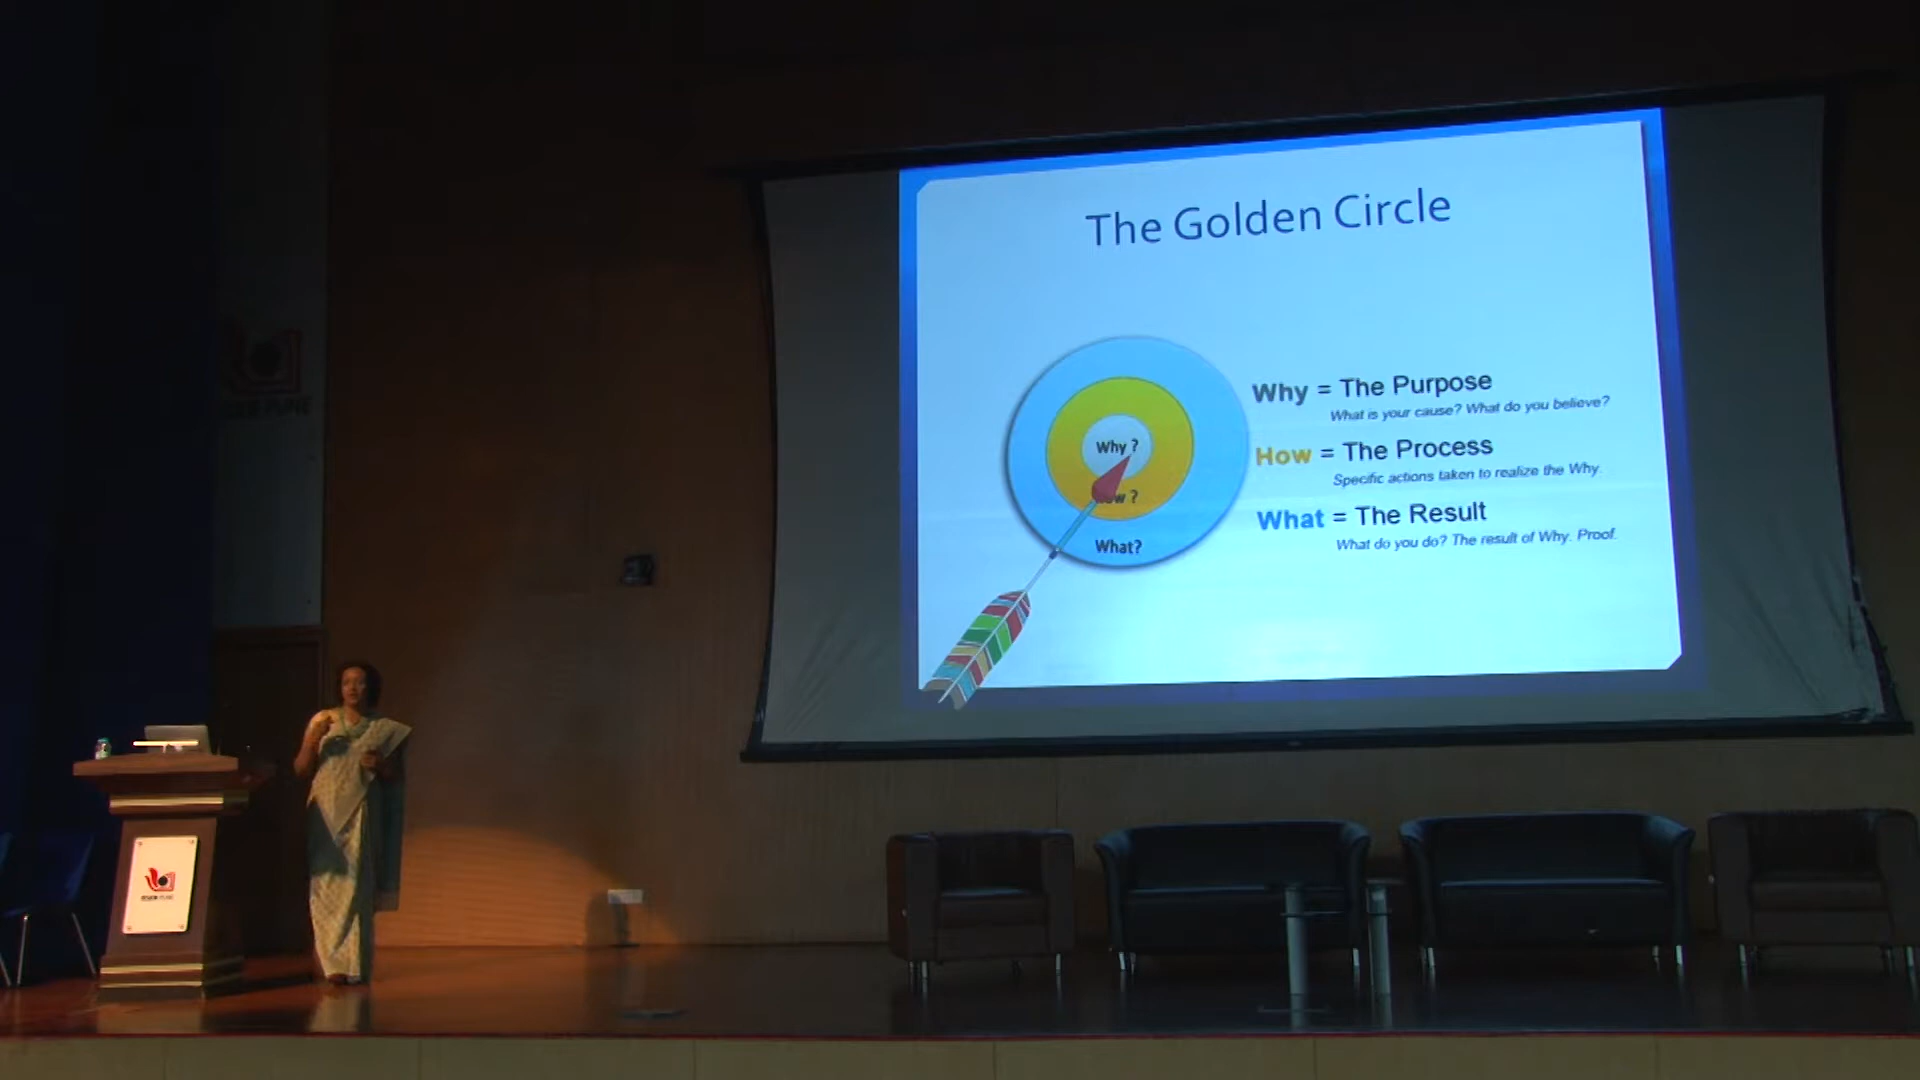 The Golden Circle
Why ?
What?
Why = The Purpose
What is your cause? What do you believe?
How = The Process
Specific actions taken to realize the Why.
What = The Result
What do you do? The result of Why. Proof.